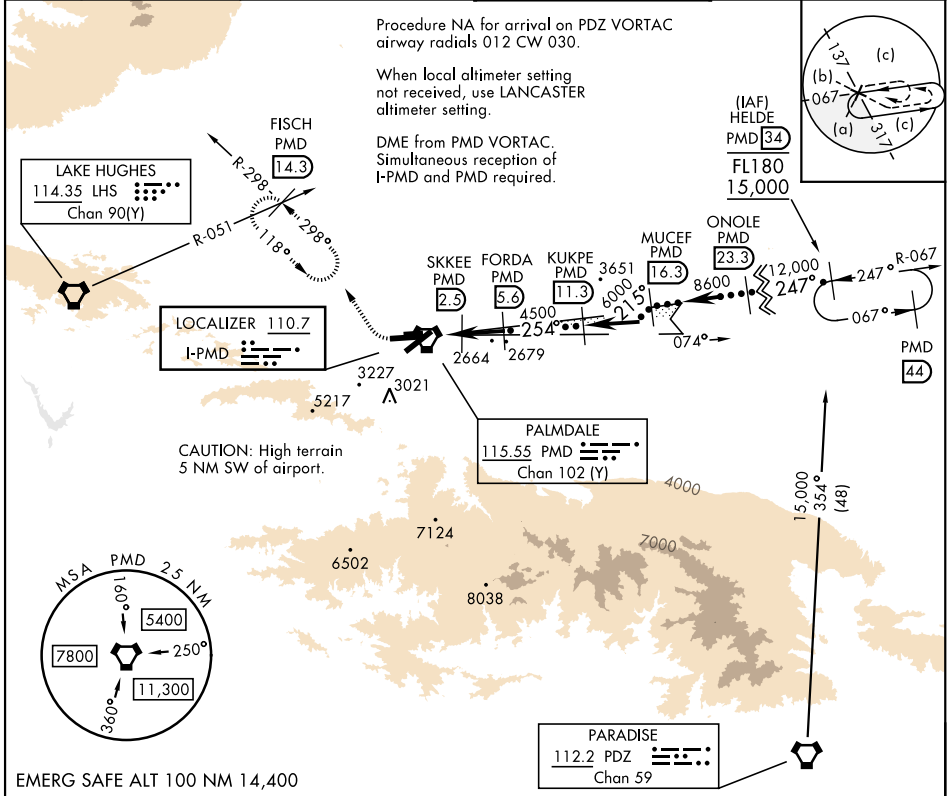 Procedure NA for arrival on PDZ VORTAC
airway radials 012 CW 030.
When local altimeter setting
not received, use LANCASTER
altimeter setting.
DME from PMD VORTAC.
Simultaneous reception of
I-PMD and PMD required.
137
(c)
(b)
067
(a)
(c)
317
(IAF)
HELDE
PMD 34
FL180
15,000
FISCH
PMD
14.3
R-298
298°
118°
LAKE HUGHES
114.35 LHS
Chan 90(Y)
R-051
SKKEE
PMD
2.5
FORDA
PMD
5.6
KUKPE
PMD
11.3
3651
MUCEF
PMD
16.3
ONOLE
PMD
23.3
12,000
247°
247° R-067
067°
8600
6000
215°
4500
254°
074°
PMD
44
LOCALIZER 110.7
I-PMD
2664
2679
3227
3021
5217
CAUTION: High terrain
5 NM SW of airport.
PALMDALE
115.55 PMD
Chan 102 (Y)
4000
7000
15,000
354°
(48)
7124
6502
8038
MSA PMD 25 NM
160°
5400
7800
250°
11,300
360°
PARADISE
112.2 PDZ
Chan 59
EMERG SAFE ALT 100 NM 14,400